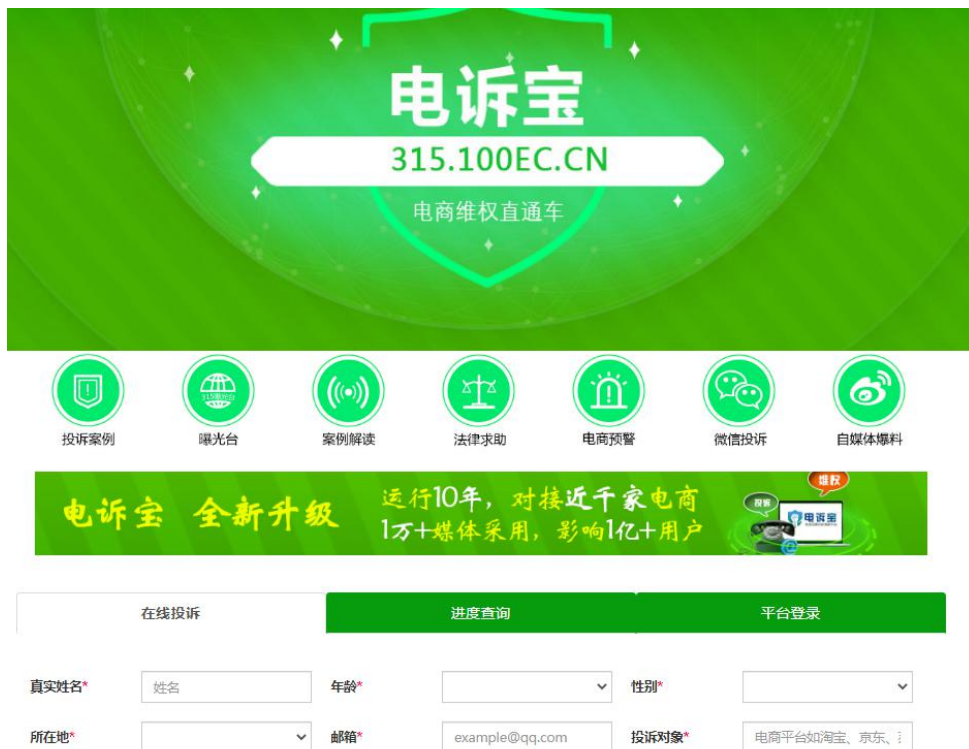 电诉宝
315.100EC.CN
电商维权直通车
315曝光台
投诉案例 曝光台 案例解读 法律求助 电商预警 微信投诉 自媒体爆料
电诉宝 全新升级
运行10年，对接近千家电商
1万+媒体采用，影响1亿+用户
维权
投诉
电诉宝
在线投诉 进度查询 平台登录
真实姓名* 姓名 年龄* 性别*
所在地* 邮箱* example@qq.com 投诉对象* 电商平台如淘宝、京东、